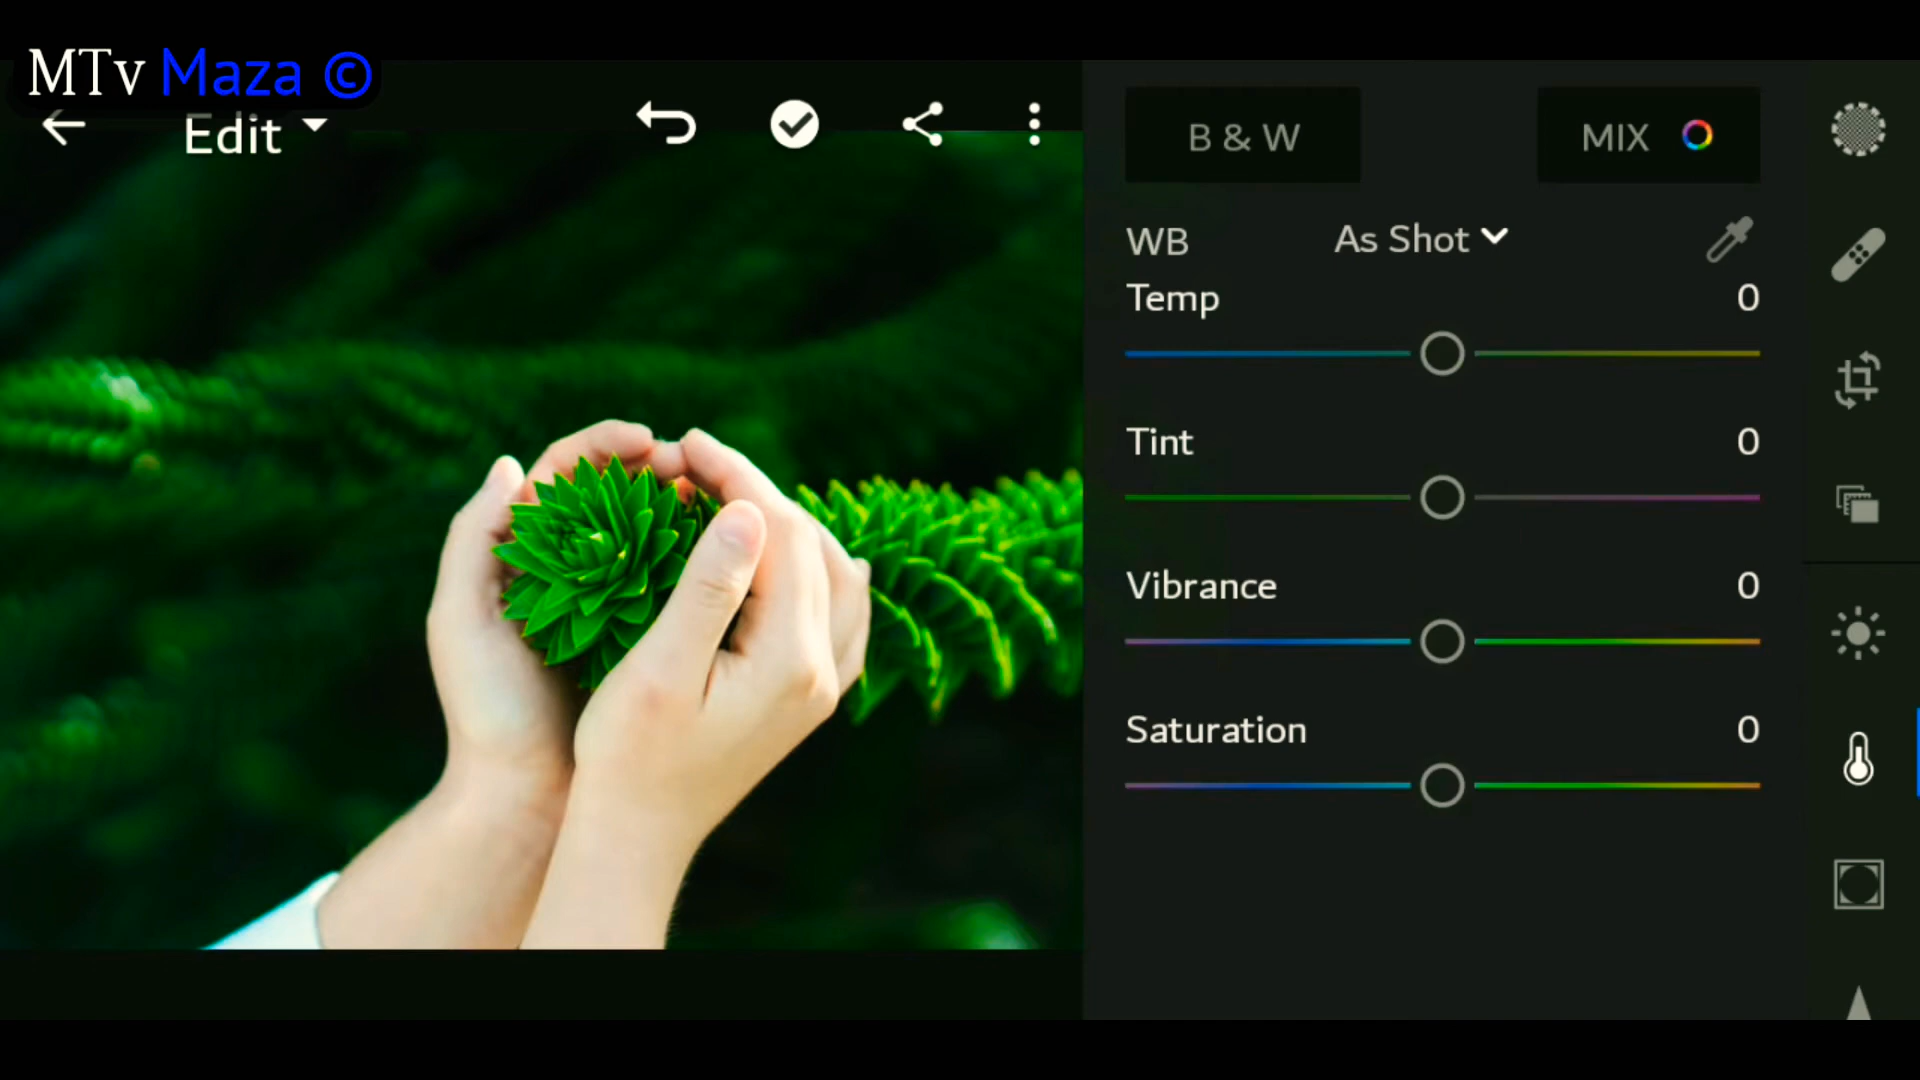 MTv Maza ©
Edit
B & W
MIX
WB
As Shot
Temp
0
Tint
0
Vibrance
0
Saturation
0